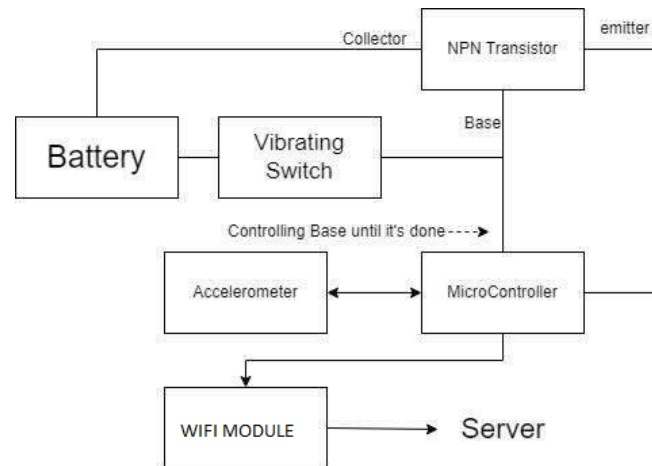 emitter
Collector
NPN Transistor
Base
Battery
Vibrating
Switch
Controlling Base until it's done
Accelerometer
MicroController
WIFI MODULE
Server